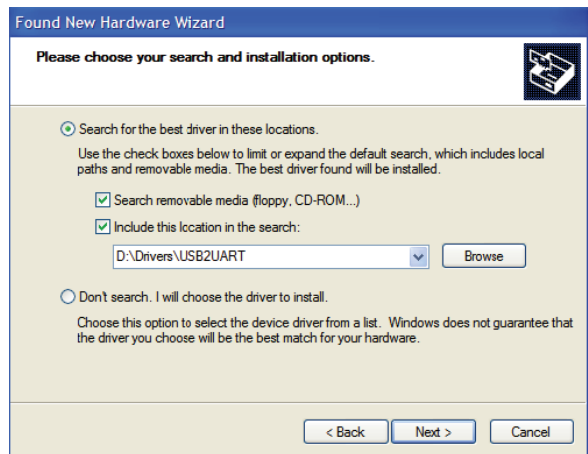 Found New Hardware Wizard
Please choose your search and installation options.
Search for the best driver in these locations.
Use the check boxes below to limit or expand the default search, which includes local
paths and removable media. The best driver found will be installed.
Search removable media (floppy, CD-ROM...)
Include this location in the search:
D:\Drivers\USB2UART
Browse
Don't search. I will choose the driver to install.
Choose this option to select the device driver from a list. Windows does not guarantee that
the driver you choose will be the best match for your hardware.
< Back Next > Cancel